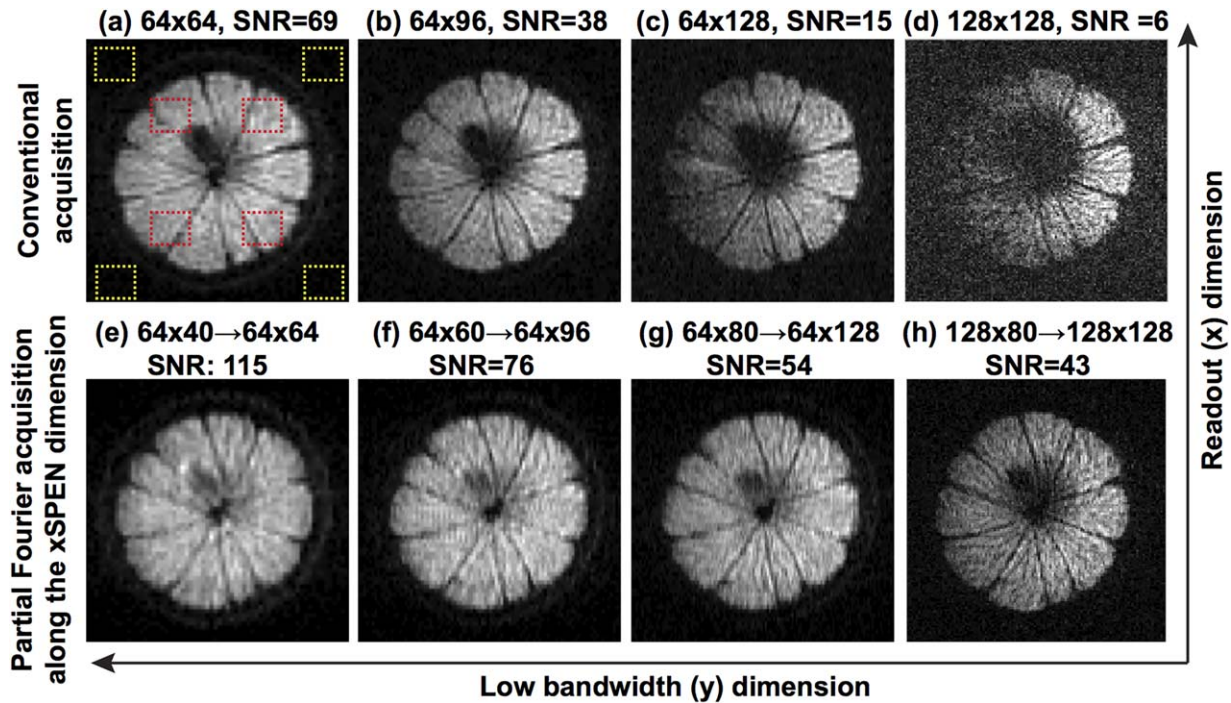 (a) 64x64, SNR=69
(b) 64x96, SNR=38
(c) 64x128, SNR=15
(d) 128x128, SNR =6
Conventional
acquisition
(e) 64x40→64x64
SNR: 115
(f) 64x60→64x96
SNR=76
(g) 64x80→64x128
SNR=54
(h) 128x80→128x128
SNR=43
Partial Fourier acquisition
along the xSPEN dimension
Readout (x) dimension
Low bandwidth (y) dimension